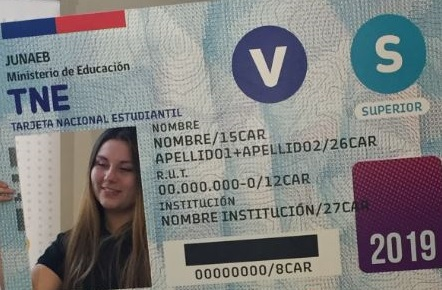 JUNAEB
Ministerio de Educación
TNE
TARJETA NACIONAL ESTUDIANTIL
V
S
SUPERIOR
NOMBRE
NOMBRE/15CAR
APELLIDO1+APELLIDO2/26CAR
R.U.T.
00.000.000-0/12CAR
INSTITUCIÓN
NOMBRE INSTITUCIÓN/27CAR
00000000/8CAR
2019